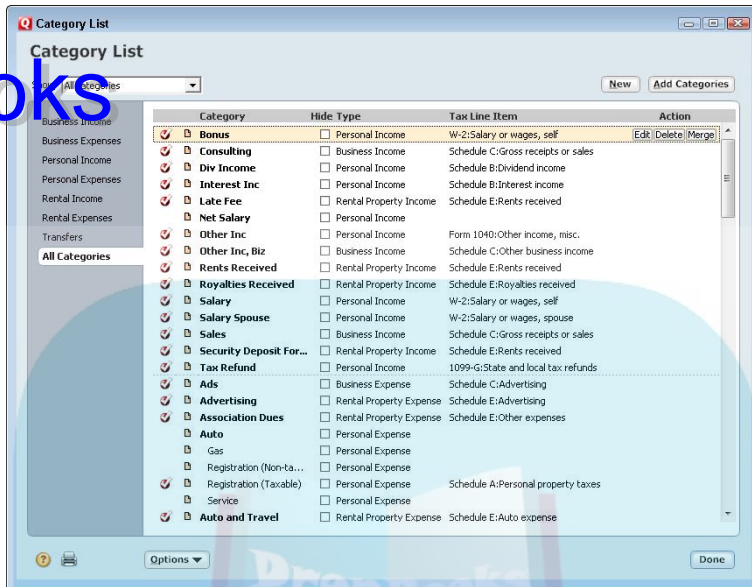 Category List
Category List
Show: All Categories
New Add Categories
oks
Business Income
Business Expenses
Personal Income
Personal Expenses
Rental Income
Rental Expenses
Transfers
All Categories
Category Hide Type Tax Line Item Action
Bonus Personal Income W-2:Salary or wages, self Edit Delete Merge
Consulting Business Income Schedule C:Gross receipts or sales
Div Income Personal Income Schedule B:Dividend income
Interest Inc Personal Income Schedule B:Interest income
Late Fee Rental Property Income Schedule E:Rents received
Net Salary Personal Income
Other Inc Personal Income Form 1040:Other income, misc.
Other Inc, Biz Business Income Schedule C:Other business income
Rents Received Rental Property Income Schedule E:Rents received
Royalties Received Rental Property Income Schedule E:Royalties received
Salary Personal Income W-2:Salary or wages, self
Salary Spouse Personal Income W-2:Salary or wages, spouse
Sales Business Income Schedule C:Gross receipts or sales
Security Deposit For... Rental Property Income Schedule E:Rents received
Tax Refund Personal Income 1099-G:State and local tax refunds
Ads Business Expense Schedule C:Advertising
Advertising Rental Property Expense Schedule E:Advertising
Association Dues Rental Property Expense Schedule E:Other expenses
Auto Personal Expense
Gas Personal Expense
Registration (Non-ta... Personal Expense
Registration (Taxable) Personal Expense Schedule A:Personal property taxes
Service Personal Expense
Auto and Travel Rental Property Expense Schedule E:Auto expense
Options Done